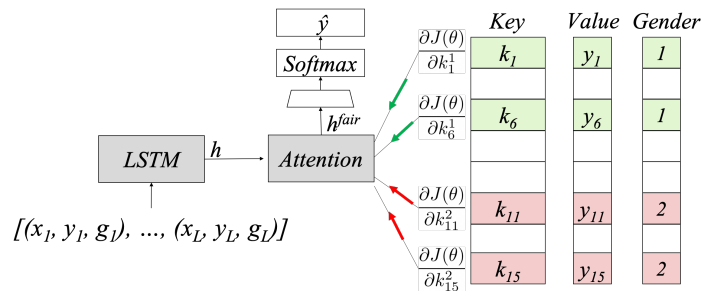 Key Value Gender
ŷ
Softmax
h^fair
LSTM
h
Attention
[(x_1, y_1, g_1), ..., (x_L, y_L, g_L)]
∂J(θ)/∂k_1^1
k_1 y_1 1
∂J(θ)/∂k_6^1
k_6 y_6 1
∂J(θ)/∂k_11^2
k_11 y_11 2
∂J(θ)/∂k_15^2
k_15 y_15 2